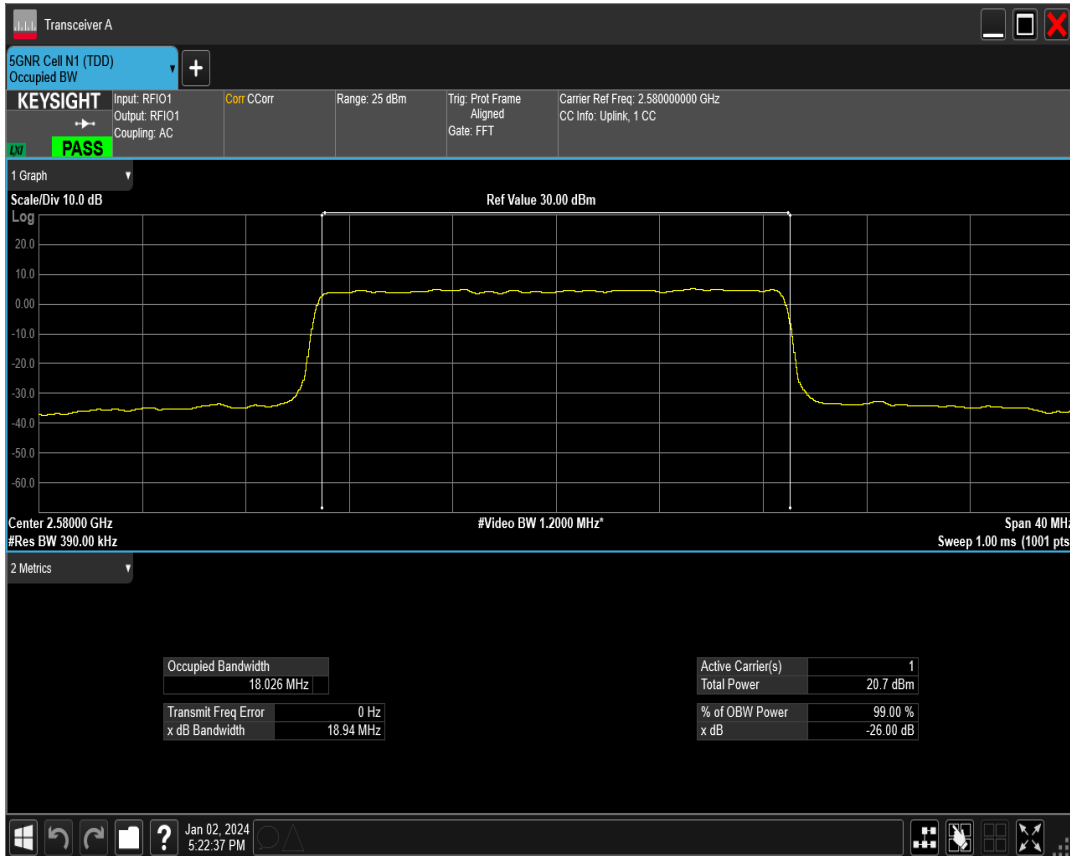 Transceiver A
5GNR Cell N1 (TDD)
Occupied BW
+
KEYSIGHT
LXI
PASS
Input: RFIO1
Output: RFIO1
Coupling: AC
Corr CCorr
Range: 25 dBm
Trig: Prot Frame
Aligned
Gate: FFT
Carrier Ref Freq: 2.580000000 GHz
CC Info: Uplink, 1 CC
1 Graph
Scale/Div 10.0 dB
Ref Value 30.00 dBm
Log
20.0
10.0
0.00
-10.0
-20.0
-30.0
-40.0
-50.0
-60.0
Center 2.58000 GHz
#Video BW 1.2000 MHz*
Span 40 MHz
#Res BW 390.00 kHz
Sweep 1.00 ms (1001 pts
2 Metrics
Occupied Bandwidth
18.026 MHz
Transmit Freq Error 0 Hz
x dB Bandwidth 18.94 MHz
Active Carrier(s) 1
Total Power 20.7 dBm
% of OBW Power 99.00 %
x dB -26.00 dB
?
Jan 02, 2024
5:22:37 PM